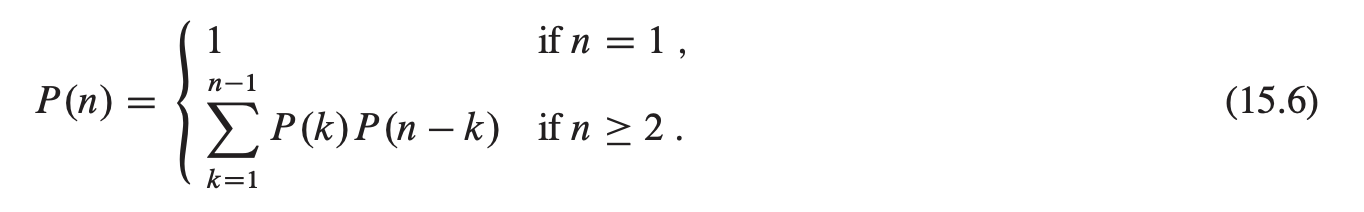 P(n) = { 1 if n = 1 ,
∑_{k=1}^{n−1} P(k) P(n − k) if n ≥ 2 . (15.6)